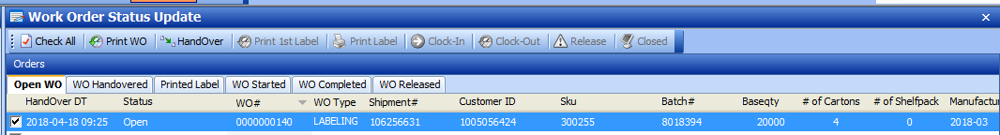 Work Order Status Update
Check All Print WO HandOver Print 1st Label Print Label Clock-In Clock-Out Release Closed
Orders
Open WO WO Handovered Printed Label WO Started WO Completed WO Released
HandOver DT Status WO# WO Type Shipment# Customer ID Sku Batch# Baseqty # of Cartons # of Shelfpack Manufactur
2018-04-18 09:25 Open 0000000140 LABELING 106256631 1005056424 300255 8018394 20000 4 0 2018-03